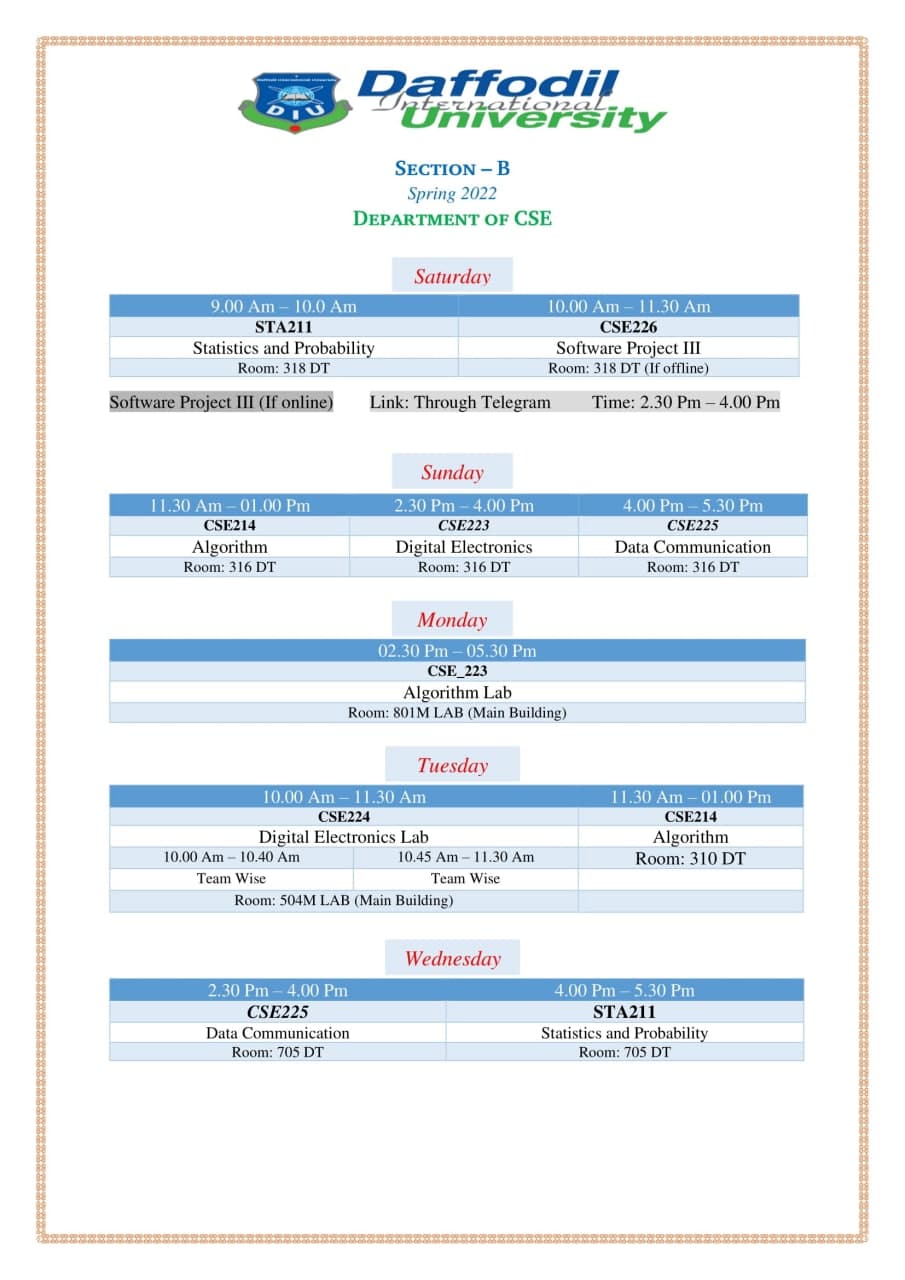 DIU
Daffodil
International
University
SECTION – B
Spring 2022
DEPARTMENT OF CSE
Saturday
9.00 Am – 10.0 Am 10.00 Am – 11.30 Am
STA211 CSE226
Statistics and Probability Software Project III
Room: 318 DT Room: 318 DT (If offline)
Software Project III (If online) Link: Through Telegram Time: 2.30 Pm – 4.00 Pm
Sunday
11.30 Am – 01.00 Pm 2.30 Pm – 4.00 Pm 4.00 Pm – 5.30 Pm
CSE214 CSE223 CSE225
Algorithm Digital Electronics Data Communication
Room: 316 DT Room: 316 DT Room: 316 DT
Monday
02.30 Pm – 05.30 Pm
CSE_223
Algorithm Lab
Room: 801M LAB (Main Building)
Tuesday
10.00 Am – 11.30 Am 11.30 Am – 01.00 Pm
CSE224 CSE214
Digital Electronics Lab Algorithm
10.00 Am – 10.40 Am 10.45 Am – 11.30 Am Room: 310 DT
Team Wise Team Wise
Room: 504M LAB (Main Building)
Wednesday
2.30 Pm – 4.00 Pm 4.00 Pm – 5.30 Pm
CSE225 STA211
Data Communication Statistics and Probability
Room: 705 DT Room: 705 DT